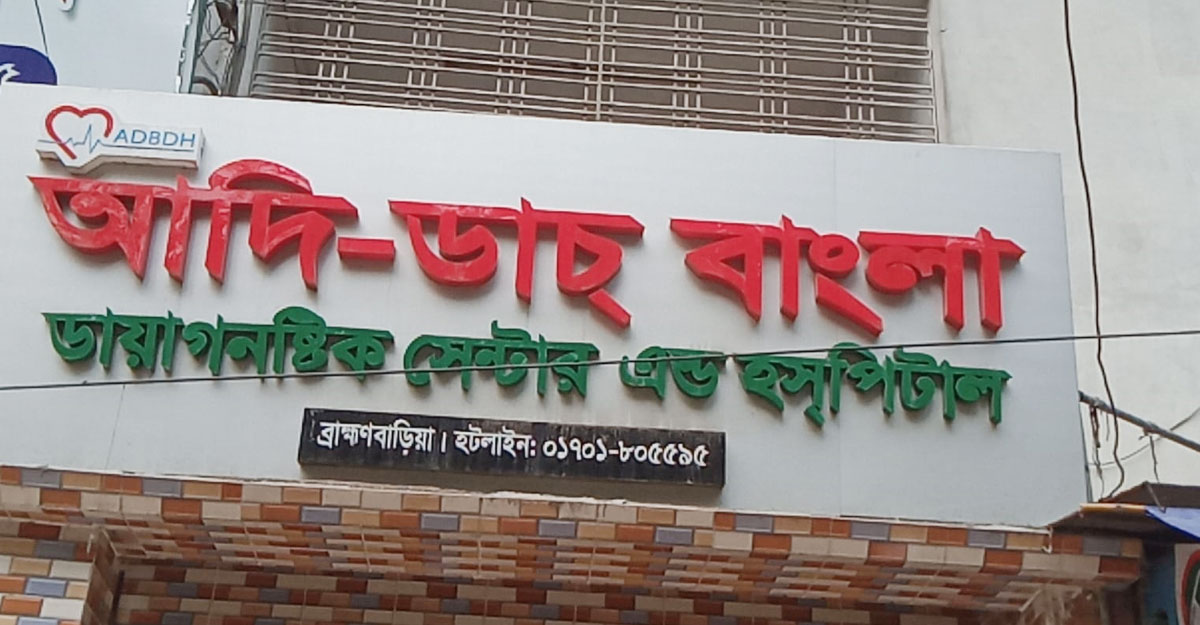 ADBDH
আদি-ডাচ্ বাংলা
ডায়াগনষ্টিক সেন্টার এন্ড হস্পিটাল
ব্রাহ্মণবাড়িয়া। হটলাইন: ০১৭০১-৮০৫৫৯৫